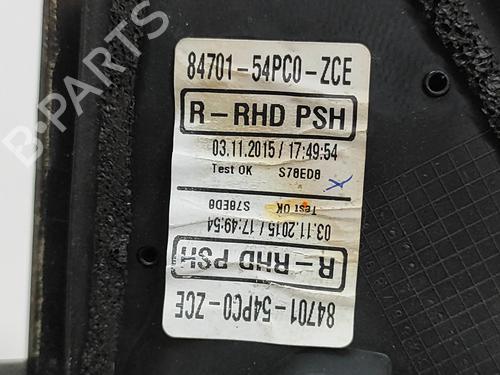 84701-54PC0-ZCE
R-RHD PSH
03.11.2015 / 17:49:54
Test OK S78ED8
Test OK S78ED8
03.11.2015 / 17:49:54
R-RHD PSH
84701-54PC0-ZCE